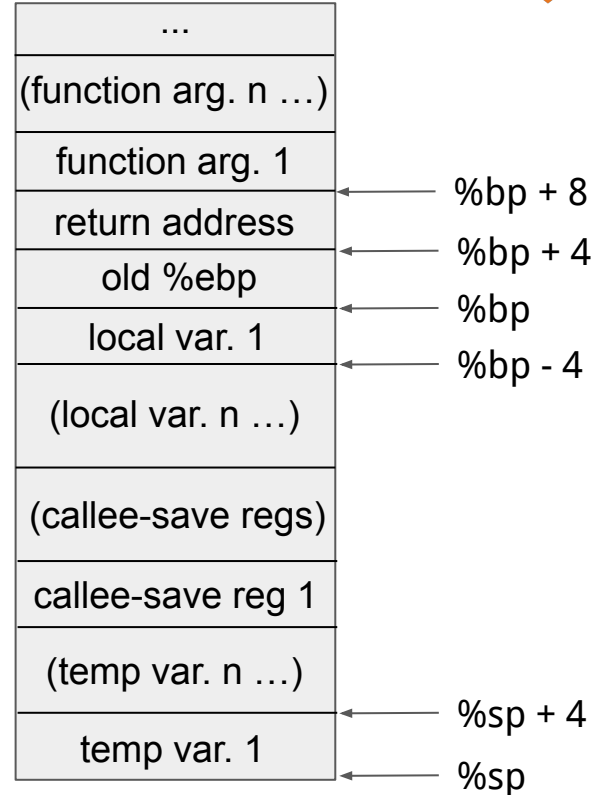 ...
(function arg. n …)
function arg. 1
%bp + 8
return address
%bp + 4
old %ebp
%bp
local var. 1
%bp - 4
(local var. n …)
(callee-save regs)
callee-save reg 1
(temp var. n …)
%sp + 4
temp var. 1
%sp